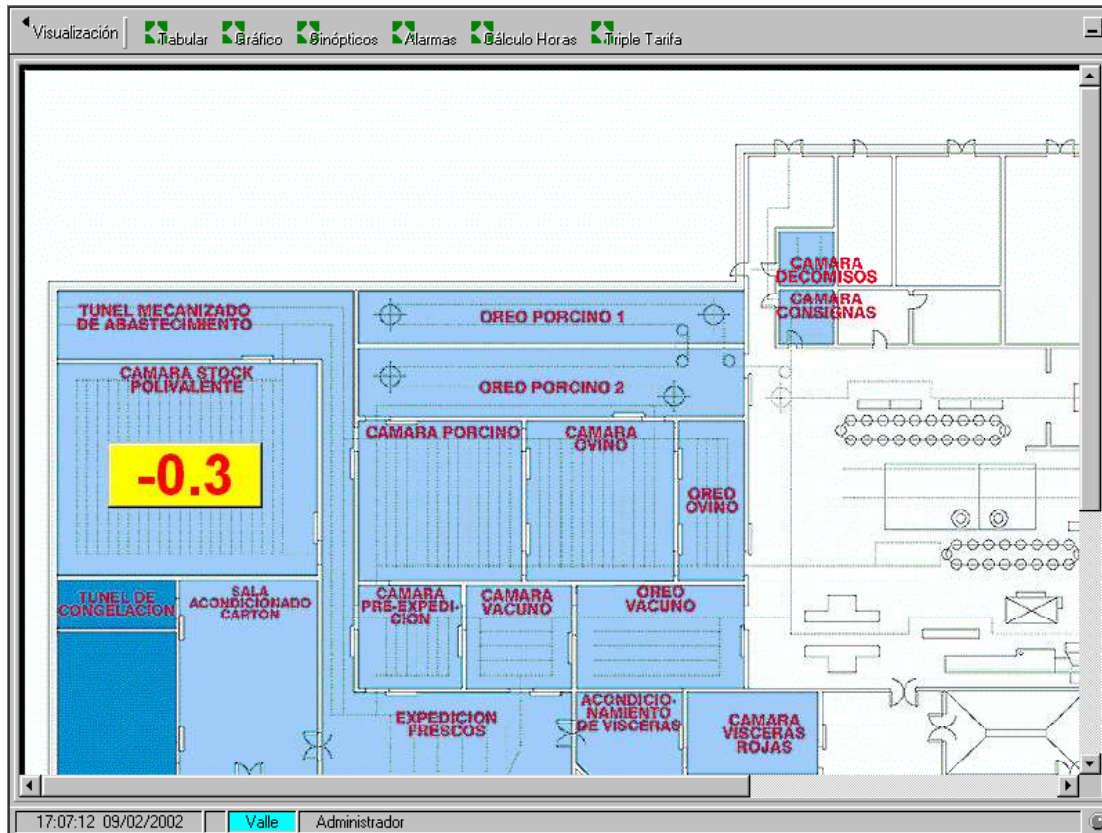 Visualización
Tabular
Gráfico
Sinópticos
Alarmas
Cálculo Horas
Triple Tarifa
CAMARA
DECOMISOS
CAMARA
CONSIGNAS
TUNEL MECANIZADO
DE ABASTECIMIENTO
OREO PORCINO 1
CAMARA STOCK
POLIVALENTE
OREO PORCINO 2
CAMARA PORCINO
CAMARA
OVINO
-0.3
OREO
OVINO
TUNEL DE
CONGELACION
SALA
ACONDICIONADO
CARTÓN
CAMARA
PRE-EXPEDI-
CION
CAMARA
VACUNO
OREO
VACUNO
EXPEDICION
FRESCOS
ACONDICIO-
NAMIENTO
DE VISCERAS
CAMARA
VISCERAS
ROJAS
17:07:12 09/02/2002
Valle
Administrador